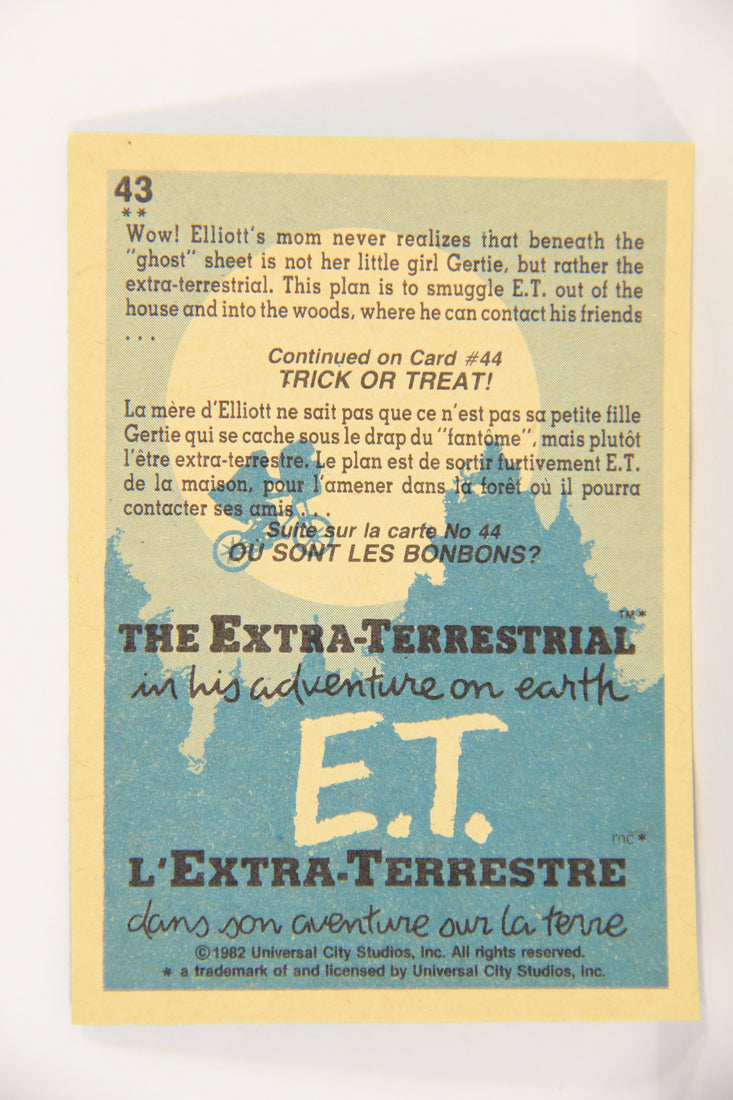 43
**
Wow! Elliott's mom never realizes that beneath the
"ghost" sheet is not her little girl Gertie, but rather the
extra-terrestrial. This plan is to smuggle E.T. out of the
house and into the woods, where he can contact his friends
. . .
Continued on Card #44
TRICK OR TREAT!
La mère d'Elliott ne sait pas que ce n'est pas sa petite fille
Gertie qui se cache sous le drap du "fantôme", mais plutôt
l'être extra-terrestre. Le plan est de sortir furtivement E.T.
de la maison, pour l'amener dans la forêt où il pourra
contacter ses amis . . .
Suite sur la carte No 44
OÙ SONT LES BONBONS?
THE EXTRA-TERRESTRIAL™*
in his adventure on earth
E.T.
mc*
L'EXTRA-TERRESTRE
dans son aventure sur la terre
©1982 Universal City Studios, Inc. All rights reserved.
* a trademark of and licensed by Universal City Studios, Inc.